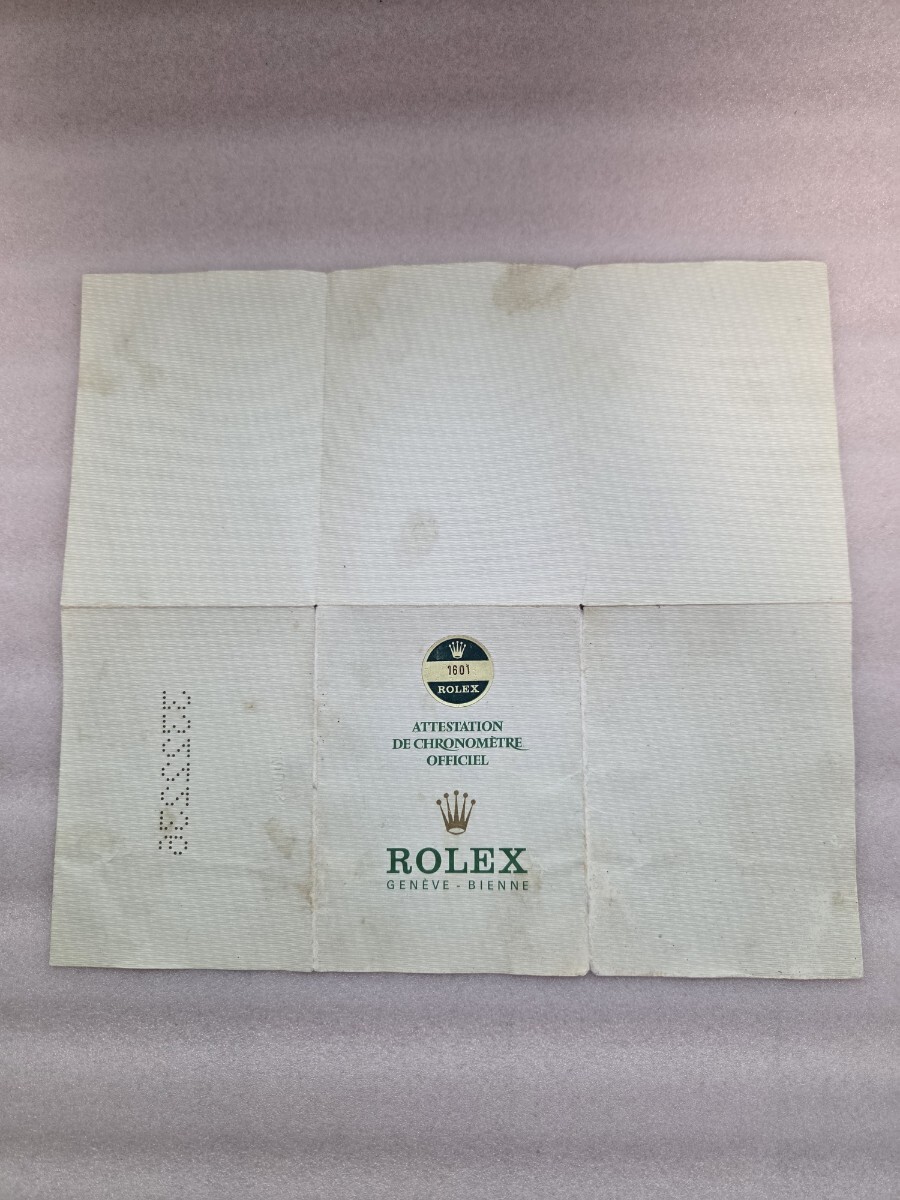 1601
ROLEX
ATTESTATION
DE CHRONOMÈTRE
OFFICIEL
ROLEX
GENÈVE - BIENNE